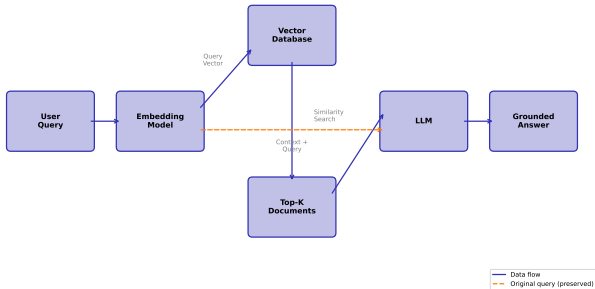 Vector
Database
Query
Vector
User
Query
Embedding
Model
Similarity
Search
LLM
Grounded
Answer
Context +
Query
Top-K
Documents
Data flow
Original query (preserved)